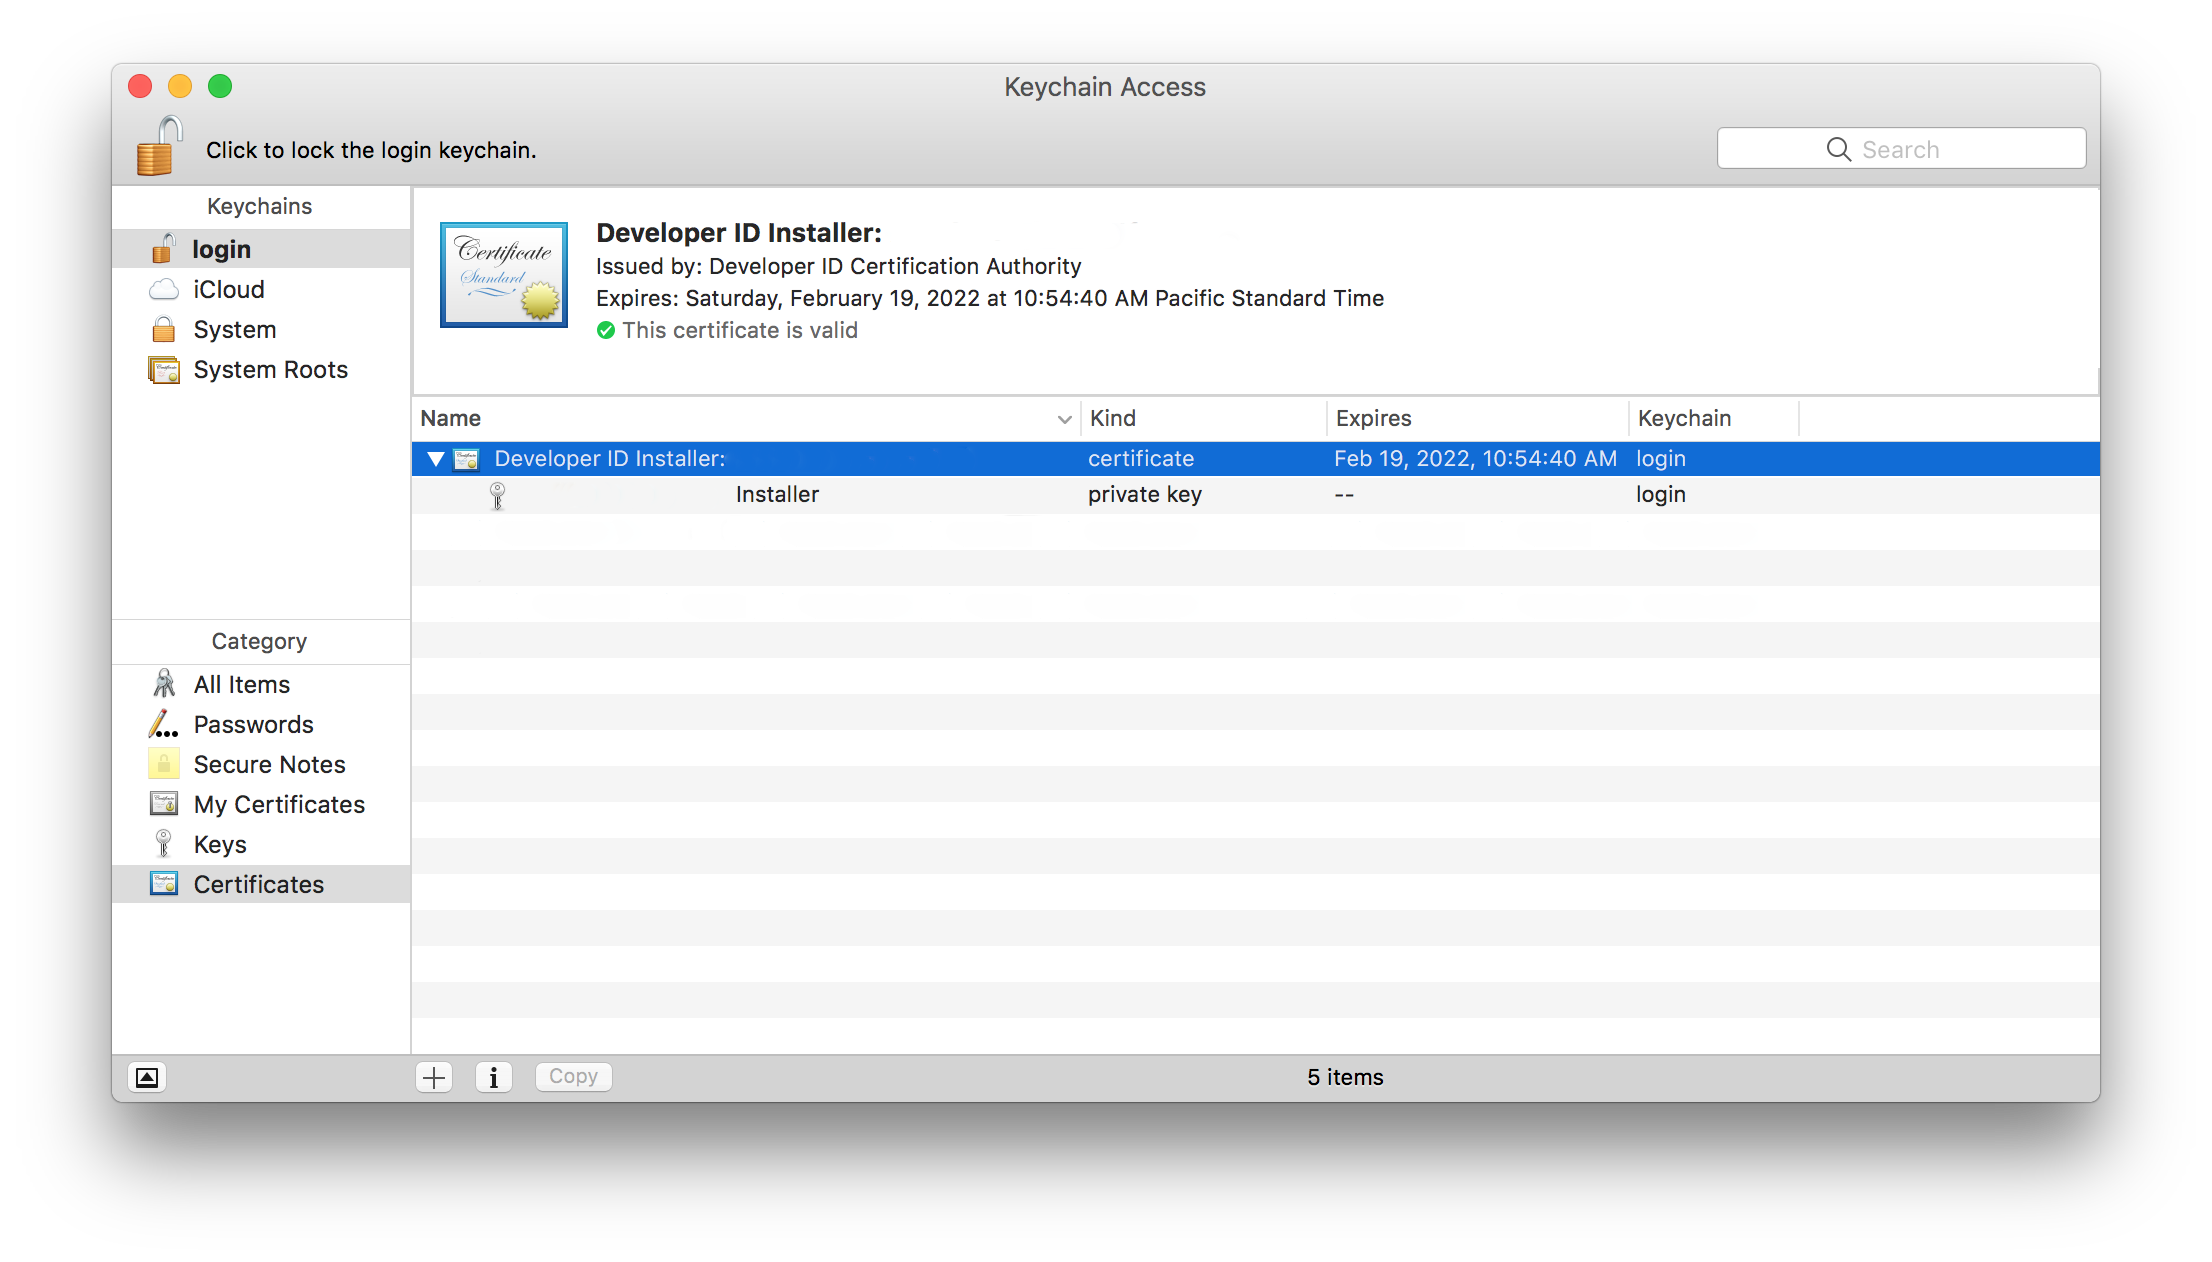 Keychain Access
Click to lock the login keychain.
Search
Keychains
login
iCloud
System
System Roots
Category
All Items
Passwords
Secure Notes
My Certificates
Keys
Certificates
Certificate
Standard
Developer ID Installer:
Issued by: Developer ID Certification Authority
Expires: Saturday, February 19, 2022 at 10:54:40 AM Pacific Standard Time
This certificate is valid
Name Kind Expires Keychain
Developer ID Installer: certificate Feb 19, 2022, 10:54:40 AM login
Installer private key -- login
Copy
5 items